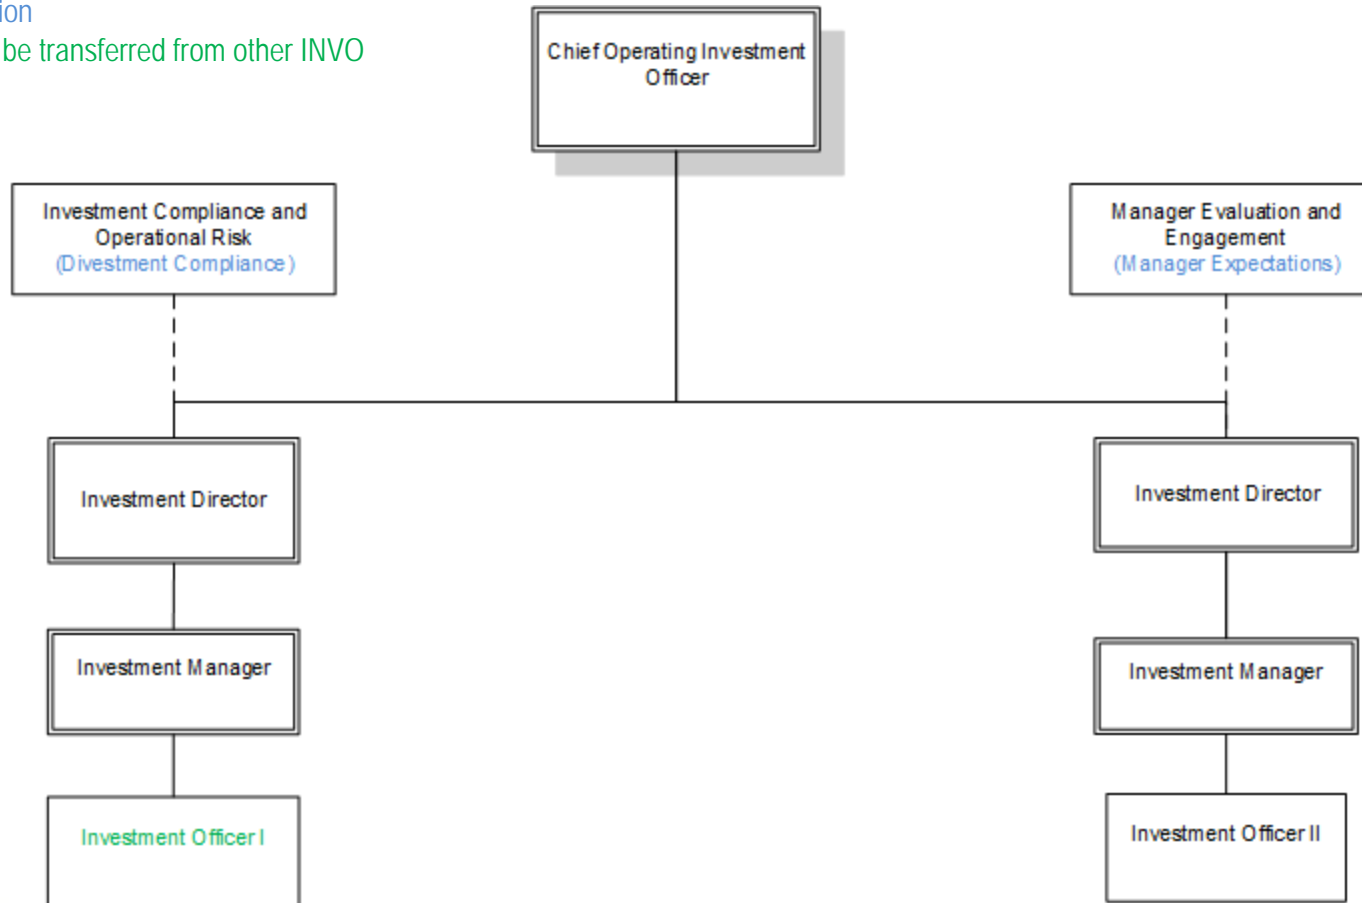 be transferred from other INVO
Chief Operating Investment
Officer
Investment Compliance and
Operational Risk
(Divestment Compliance)
Manager Evaluation and
Engagement
(Manager Expectations)
Investment Director
Investment Director
Investment Manager
Investment Manager
Investment Officer I
Investment Officer II